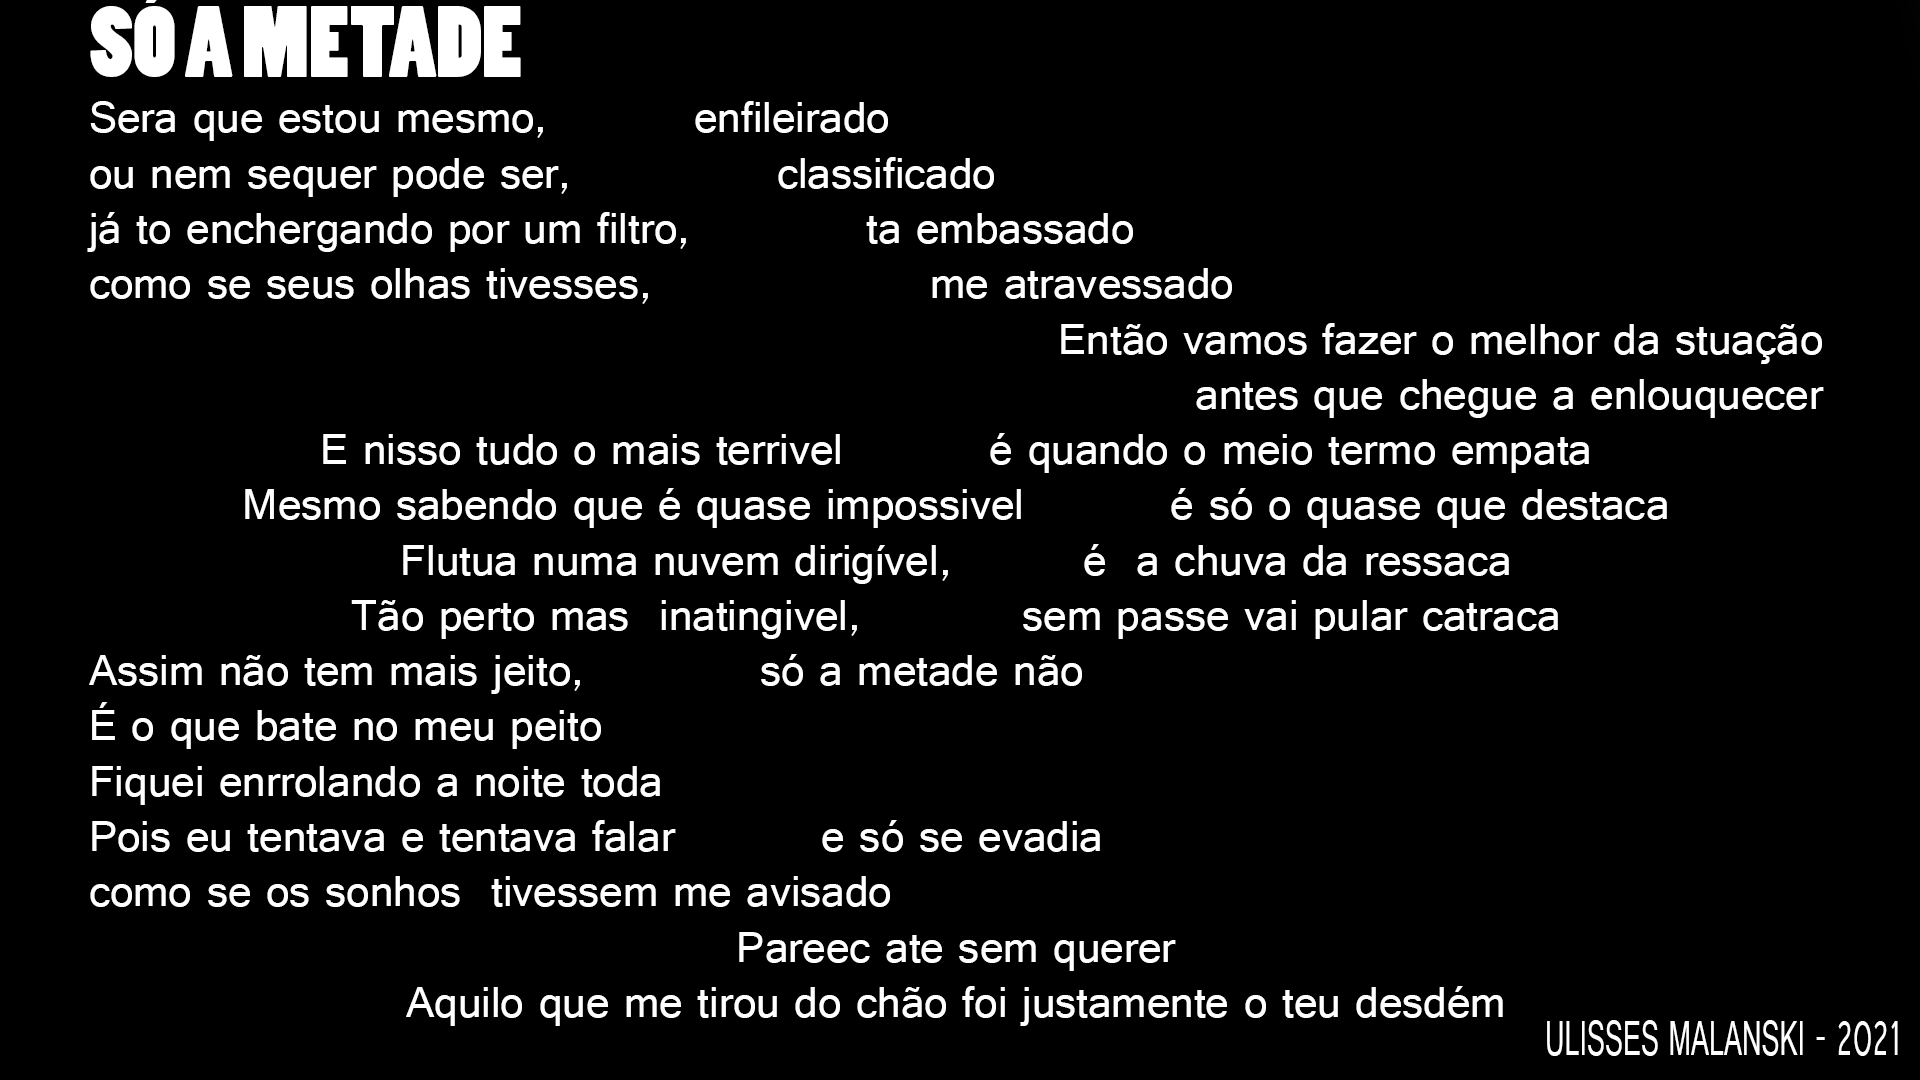 SÓ A METADE
Sera que estou mesmo, enfileirado
ou nem sequer pode ser, classificado
já to enchergando por um filtro, ta embassado
como se seus olhas tivesses, me atravessado
Então vamos fazer o melhor da stuação
antes que chegue a enlouquecer
E nisso tudo o mais terrivel é quando o meio termo empata
Mesmo sabendo que é quase impossivel é só o quase que destaca
Flutua numa nuvem dirigível, é a chuva da ressaca
Tão perto mas inatingivel, sem passe vai pular catraca
Assim não tem mais jeito, só a metade não
É o que bate no meu peito
Fiquei enrrolando a noite toda
Pois eu tentava e tentava falar e só se evadia
como se os sonhos tivessem me avisado
Pareec ate sem querer
Aquilo que me tirou do chão foi justamente o teu desdém
ULISSES MALANSKI - 2021